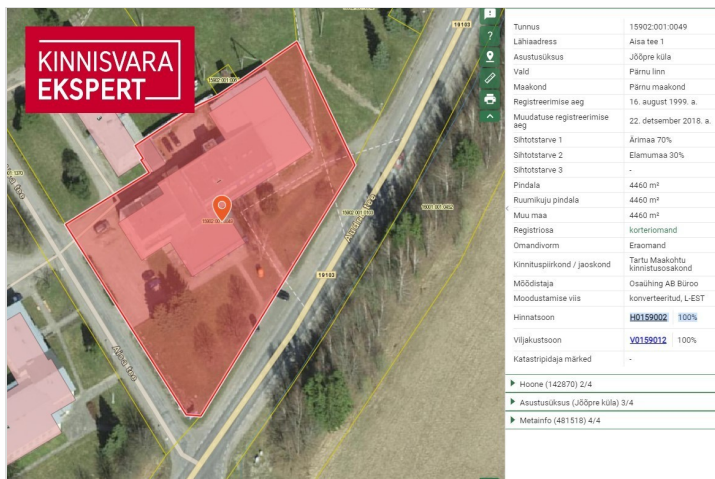 KINNISVARA
EKSPERT
19103
?
15902:001:006
Aisa tee
19103
Aisa tee
Tunnus 15902:001:0049
Lähiaadress Aisa tee 1
Asustusüksus Jõõpre küla
Vald Pärnu linn
Maakond Pärnu maakond
Registreerimise aeg 16. august 1999. a.
Muudatuse registreerimise aeg 22. detsember 2018. a.
Sihtotstarve 1 Ärimaa 70%
Sihtotstarve 2 Elamumaa 30%
Sihtotstarve 3 -
Pindala 4460 m²
Ruumikuju pindala 4460 m²
Muu maa 4460 m²
Registriosa korteriomand
Omandivorm Eraomand
Kinnituspiirkond / jaoskond Tartu Maakohtu kinnistusosakond
Mõõdistaja Osaühing AB Büroo
Moodustamise viis konverteeritud, L-EST
Hinnatsoon H0159002 100%
Viljakustsoon V0159012 100%
Katastripidaja märked -
Hoone (142870) 2/4
Asustusüksus (Jõõpre küla) 3/4
Metainfo (481518) 4/4